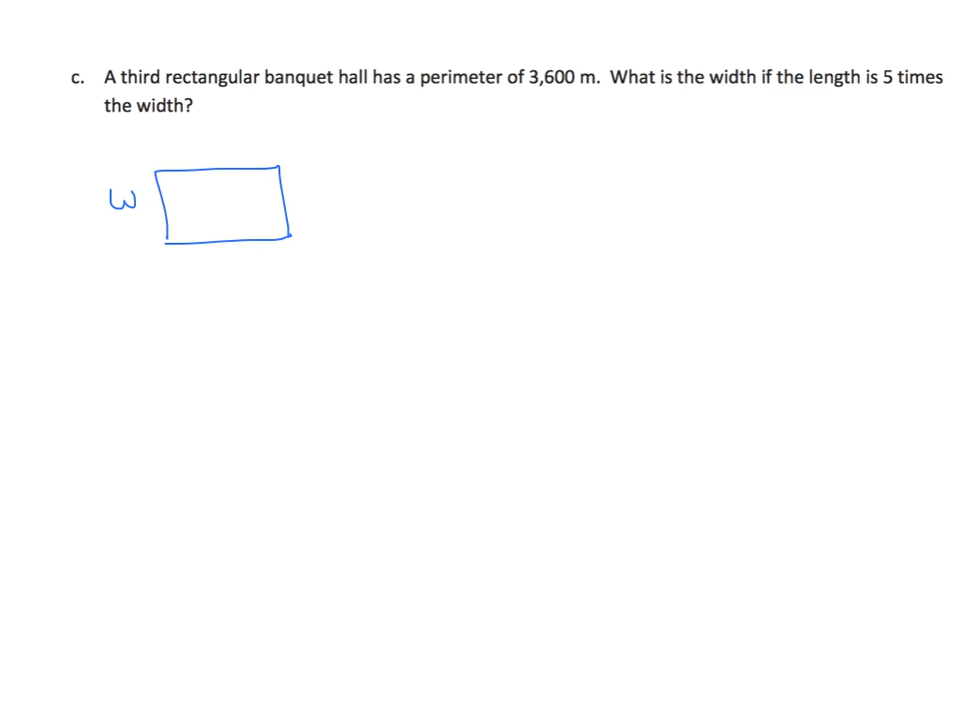 c. A third rectangular banquet hall has a perimeter of 3,600 m. What is the width if the length is 5 times
the width?
w